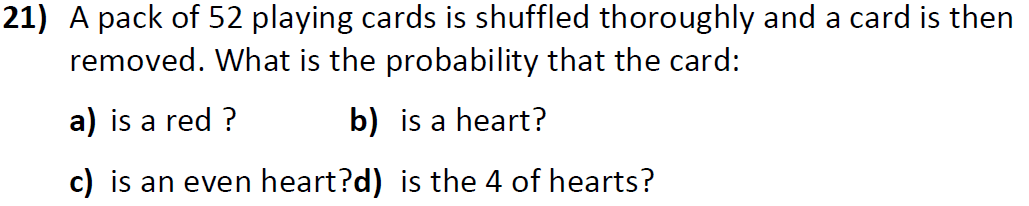 21) A pack of 52 playing cards is shuffled thoroughly and a card is then
removed. What is the probability that the card:
a) is a red ? b) is a heart?
c) is an even heart?d) is the 4 of hearts?